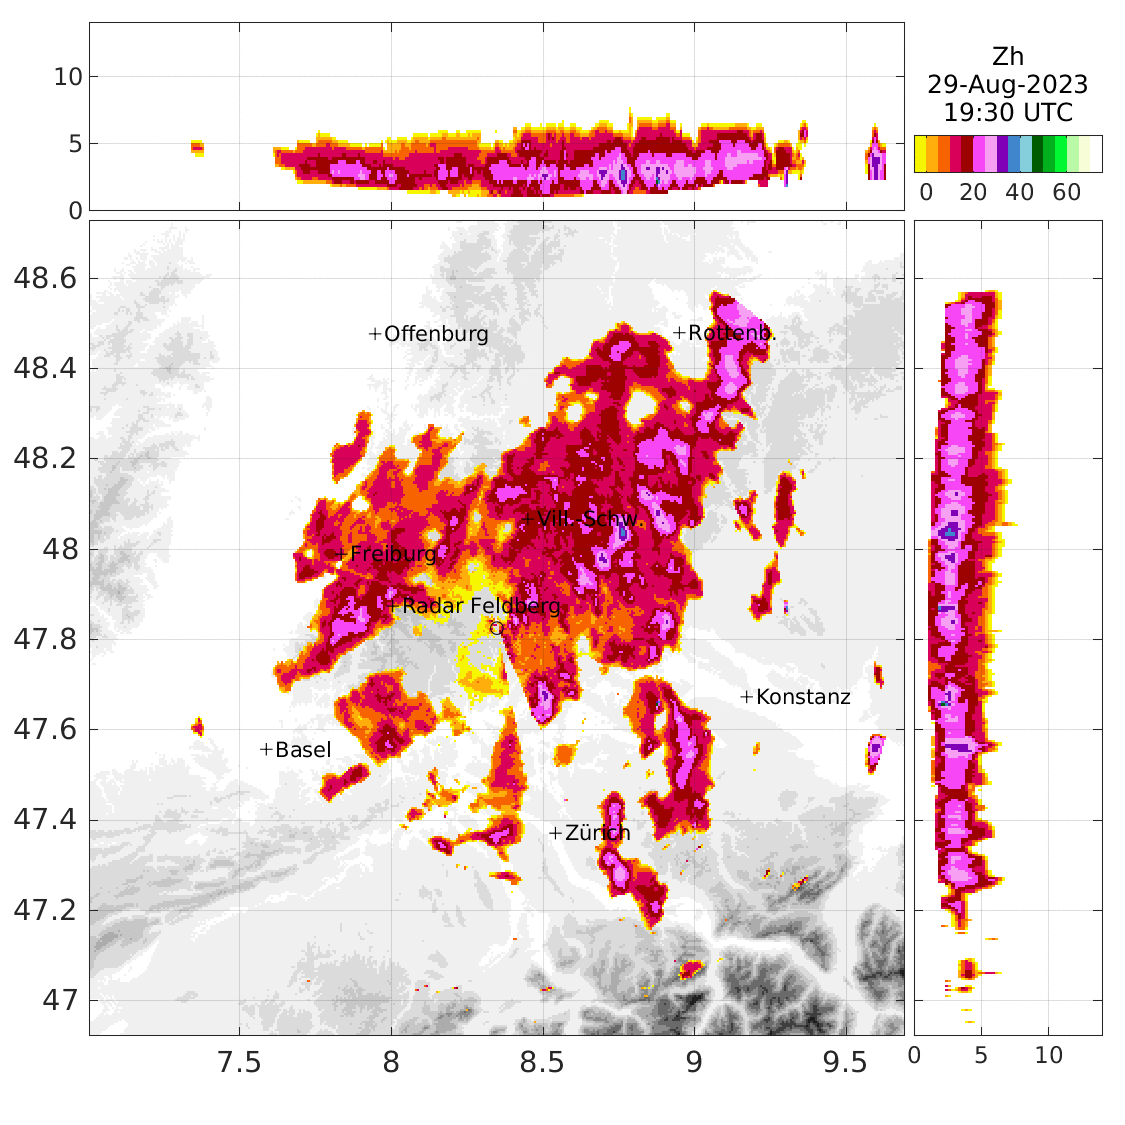 10
5
0
Zh
29-Aug-2023
19:30 UTC
0 20 40 60
48.6
48.4
48.2
48
47.8
47.6
47.4
47.2
47
+Offenburg
+Rottenb.
+Vill.-Schw.
+Freiburg
+Radar Feldberg
+Konstanz
+Basel
+Zürich
7.5 8 8.5 9 9.5
0 5 10